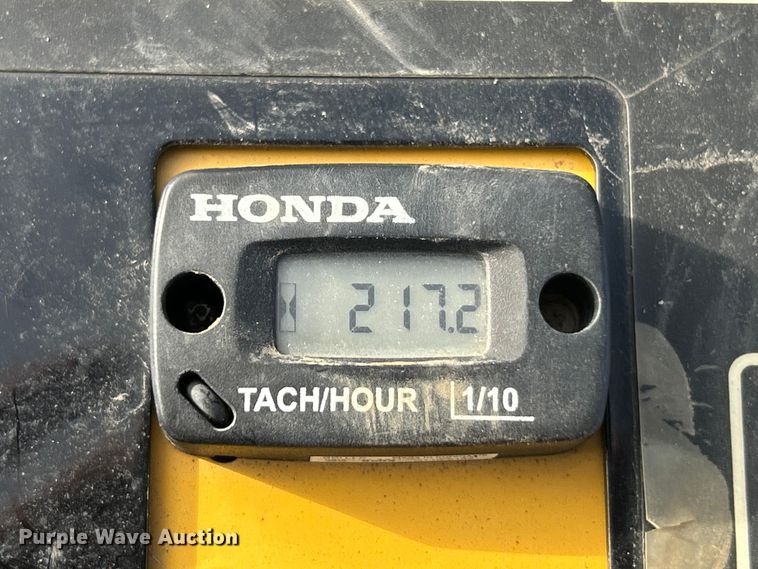 HONDA
217.2
TACH/HOUR 1/10
Purple Wave Auction